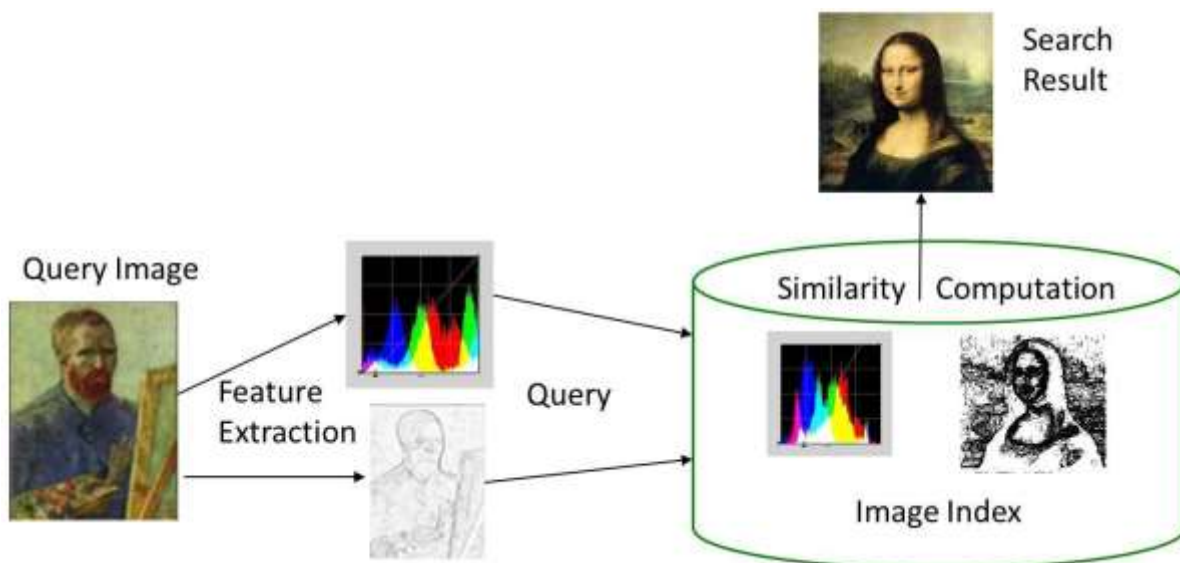 Search
Result
Query Image
Similarity Computation
Feature
Extraction
Query
Image Index